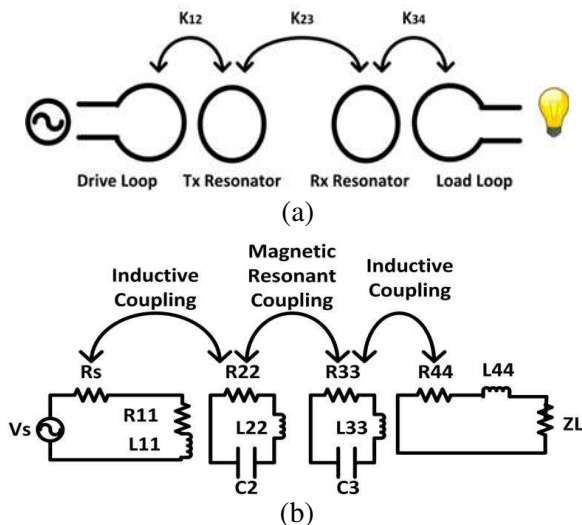 K12 K23 K34
Drive Loop Tx Resonator Rx Resonator Load Loop
(a)
Inductive Coupling
Magnetic Resonant Coupling
Inductive Coupling
Rs R22 R33 R44 L44
Vs R11 L11 L22 L33 ZL
C2 C3
(b)